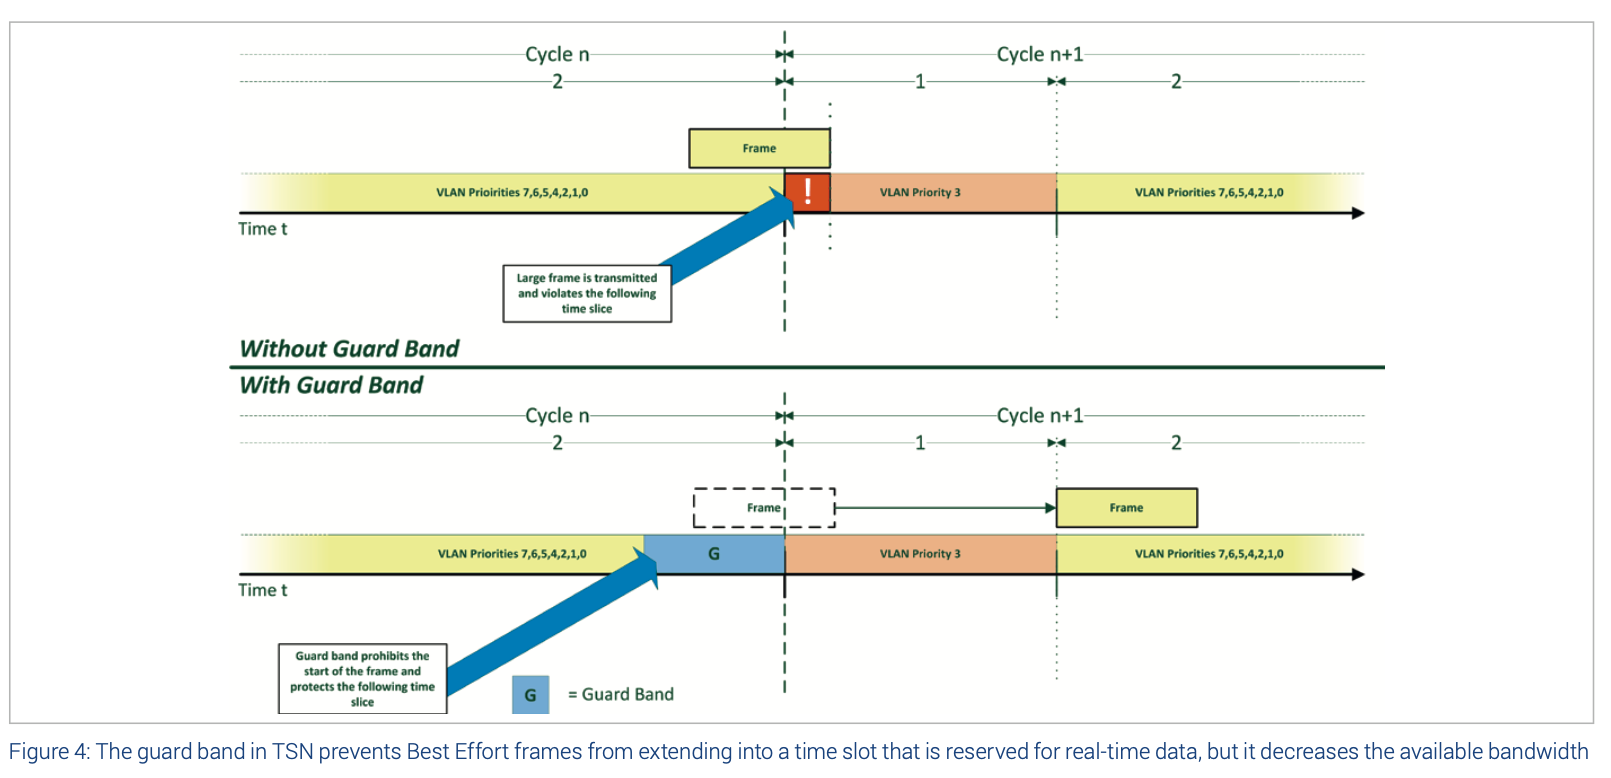 Cycle n
Cycle n+1
2
1
2
Frame
VLAN Prioirities 7,6,5,4,2,1,0
!
VLAN Priority 3
VLAN Priorities 7,6,5,4,2,1,0
Time t
Large frame is transmitted
and violates the following
time slice
Without Guard Band
With Guard Band
Cycle n
Cycle n+1
2
1
2
Frame
Frame
VLAN Priorities 7,6,5,4,2,1,0
G
VLAN Priority 3
VLAN Priorities 7,6,5,4,2,1,0
Time t
Guard band prohibits the
start of the frame and
protects the following time
slice
G
= Guard Band
Figure 4: The guard band in TSN prevents Best Effort frames from extending into a time slot that is reserved for real-time data, but it decreases the available bandwidth